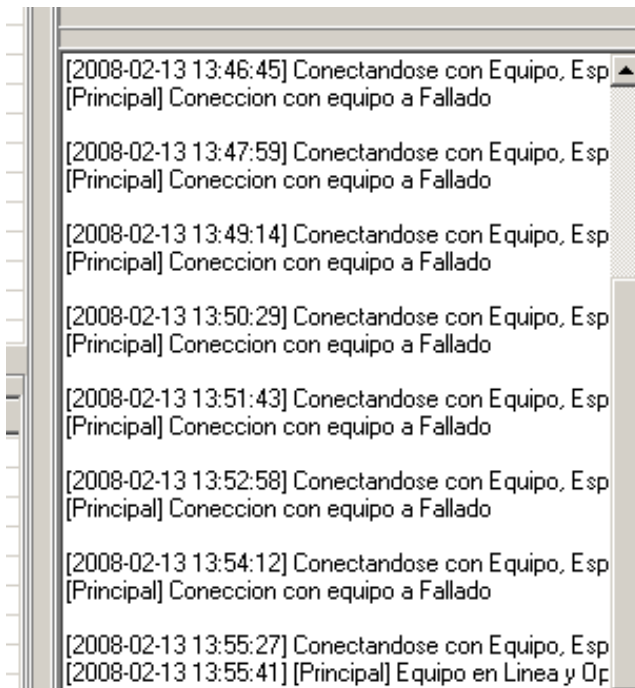 [2008-02-13 13:46:45] Conectandose con Equipo, Esp
[Principal] Coneccion con equipo a Fallado
[2008-02-13 13:47:59] Conectandose con Equipo, Esp
[Principal] Coneccion con equipo a Fallado
[2008-02-13 13:49:14] Conectandose con Equipo, Esp
[Principal] Coneccion con equipo a Fallado
[2008-02-13 13:50:29] Conectandose con Equipo, Esp
[Principal] Coneccion con equipo a Fallado
[2008-02-13 13:51:43] Conectandose con Equipo, Esp
[Principal] Coneccion con equipo a Fallado
[2008-02-13 13:52:58] Conectandose con Equipo, Esp
[Principal] Coneccion con equipo a Fallado
[2008-02-13 13:54:12] Conectandose con Equipo, Esp
[Principal] Coneccion con equipo a Fallado
[2008-02-13 13:55:27] Conectandose con Equipo, Esp
[2008-02-13 13:55:41] [Principal] Equipo en Linea y Op